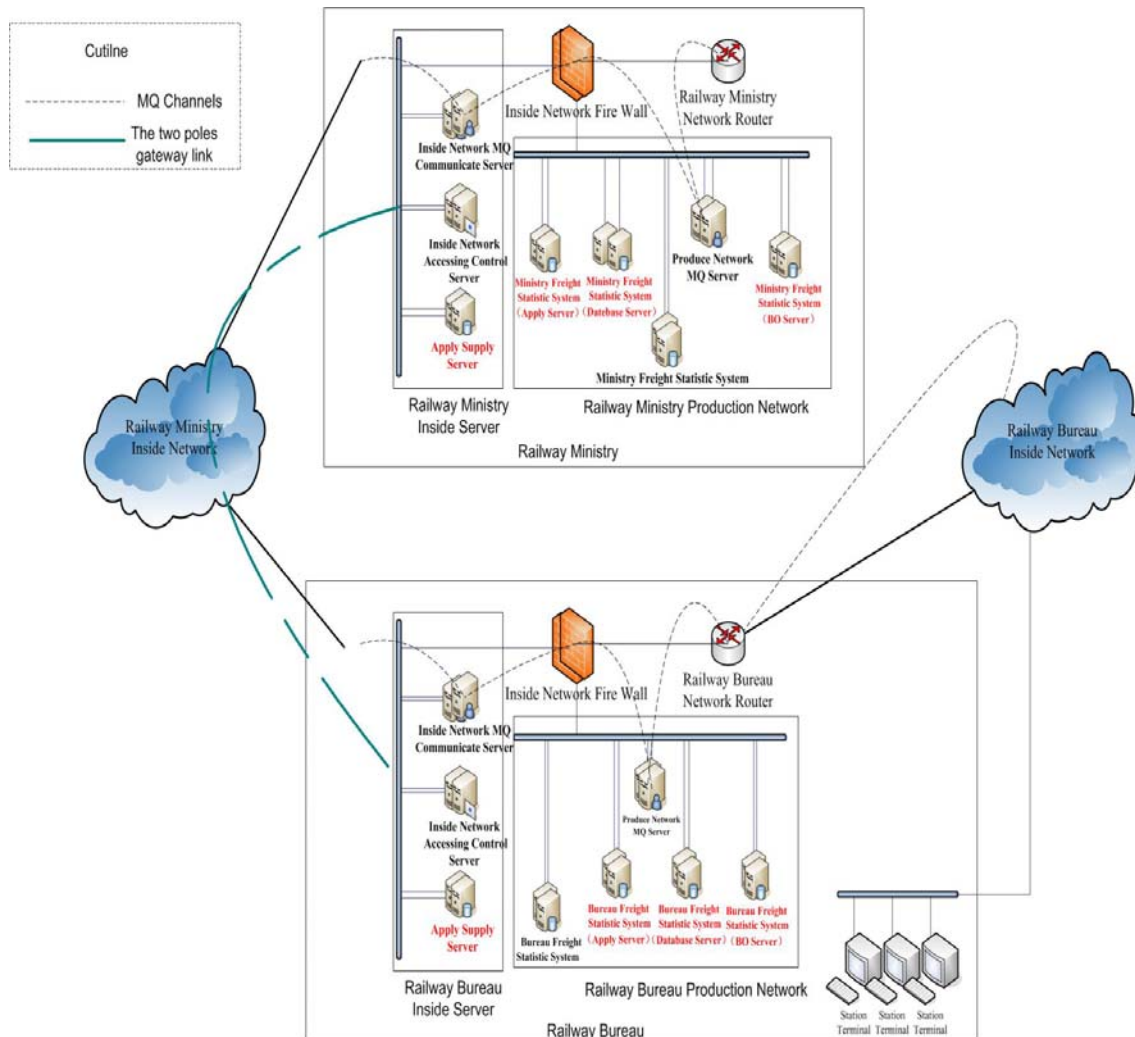 Cutilne
MQ Channels
The two poles
gateway link
Inside Network Fire Wall
Railway Ministry
Network Router
Inside Network MQ
Communicate Server
Inside Network
Accessing Control
Server
Apply Supply
Server
Ministry Freight
Statistic System
(Apply Server)
Ministry Freight
Statistic System
(Datebase Server)
Produce Network
MQ Server
Ministry Freight
Statistic System
(BO Server)
Ministry Freight Statistic System
Railway Ministry
Inside Server
Railway Ministry Production Network
Railway Ministry
Railway Ministry
Inside Network
Railway Bureau
Inside Network
Inside Network Fire Wall
Railway Bureau
Network Router
Inside Network MQ
Communicate Server
Inside Network
Accessing Control
Server
Apply Supply
Server
Produce Network
MQ Server
Bureau Freight
Statistic System
Bureau Freight
Statistic System
(Apply Server)
Bureau Freight
Statistic System
(Database Server)
Bureau Freight
Statistic System
(BO Server)
Railway Bureau
Inside Server
Railway Bureau Production Network
Railway Bureau
Station
Terminal
Station
Terminal
Station
Terminal